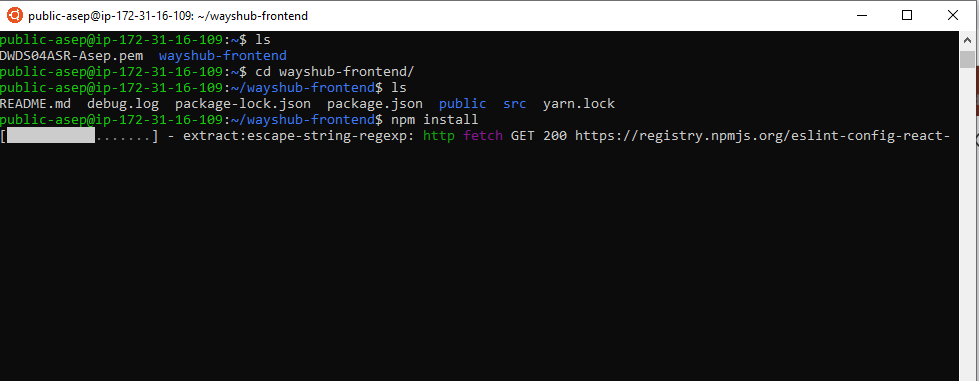 public-asep@ip-172-31-16-109: ~/wayshub-frontend
public-asep@ip-172-31-16-109:~$ ls
DWDS04ASR-Asep.pem  wayshub-frontend
public-asep@ip-172-31-16-109:~$ cd wayshub-frontend/
public-asep@ip-172-31-16-109:~/wayshub-frontend$ ls
README.md  debug.log  package-lock.json  package.json  public  src  yarn.lock
public-asep@ip-172-31-16-109:~/wayshub-frontend$ npm install
[           .......] - extract:escape-string-regexp: http fetch GET 200 https://registry.npmjs.org/eslint-config-react-